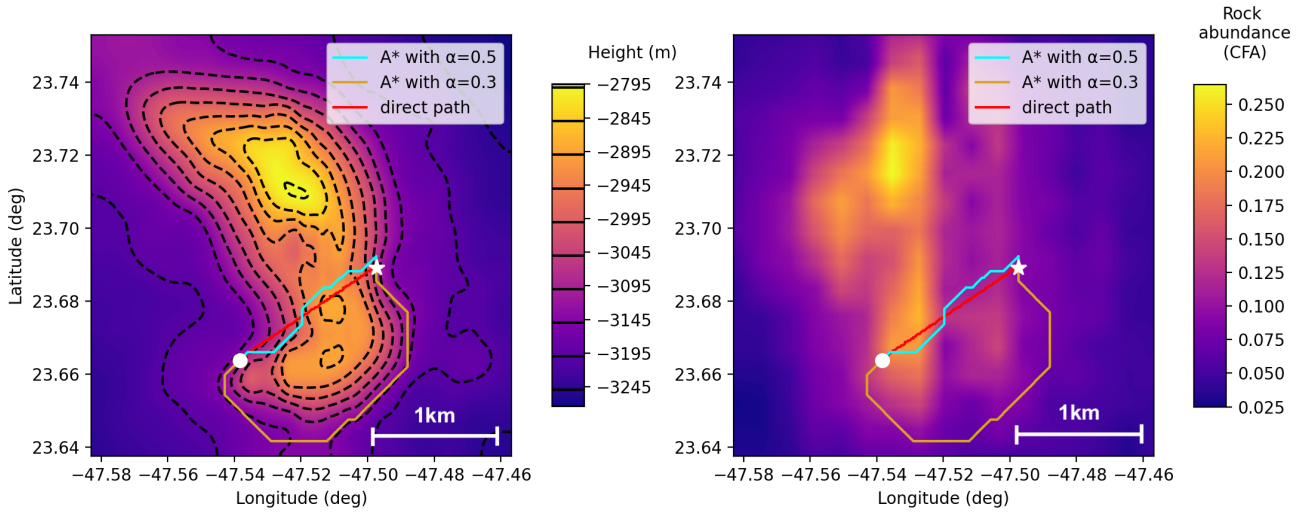 A* with α=0.5
A* with α=0.3
direct path
Height (m)
−2795
−2845
−2895
−2945
−2995
−3045
−3095
−3145
−3195
−3245
23.74
23.72
23.70
23.68
23.66
23.64
Latitude (deg)
1km
−47.58 −47.56 −47.54 −47.52 −47.51 −47.50 −47.46
Longitude (deg)
A* with α=0.5
A* with α=0.3
direct path
Rock
abundance
(CFA)
0.250
0.225
0.200
0.175
0.150
0.125
0.100
0.075
0.050
0.025
23.74
23.72
23.70
23.68
23.66
23.64
1km
−47.58 −47.56 −47.54 −47.52 −47.51 −47.50 −47.46
Longitude (deg)